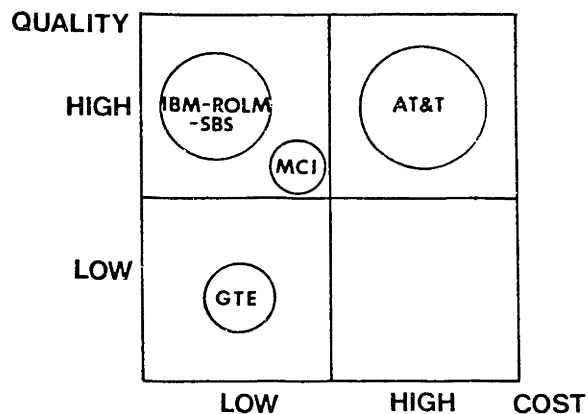 QUALITY
HIGH
IBM-ROLM
-SBS
AT&T
MCI
LOW
GTE
LOW
HIGH
COST